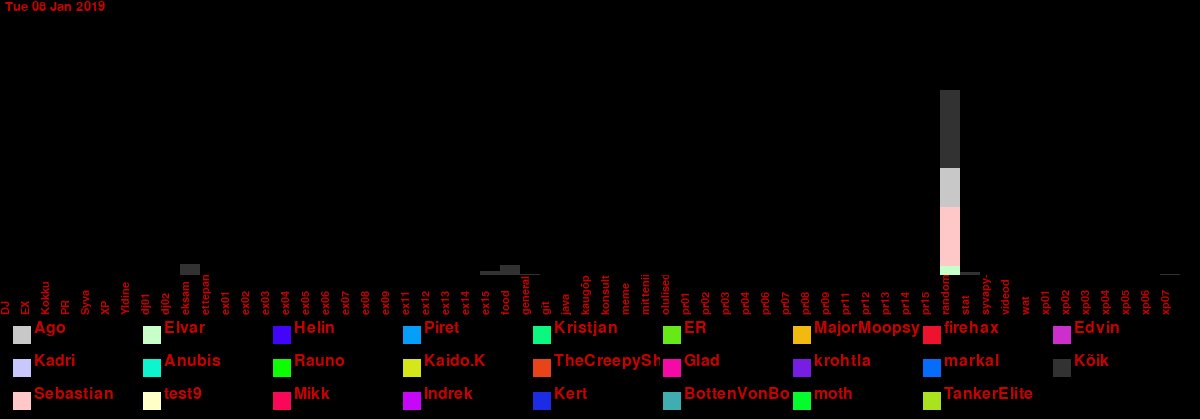 Tue 08 Jan 2019
DJ EX Kokku PR Syva XP Yldine dj01 dj02 eksam ettepan ex01 ex02 ex03 ex04 ex05 ex06 ex07 ex08 ex09 ex11 ex12 ex13 ex14 ex15 food general git java kaugõp konsult meme mittenii olulised pr01 pr02 pr03 pr04 pr06 pr07 pr08 pr09 pr11 pr12 pr13 pr14 pr15 random stat syvapy- videod wat xp01 xp02 xp03 xp04 xp05 xp06 xp07
Ago Elvar Helin Piret Kristjan ER MajorMoopsy firehax Edvin
Kadri Anubis Rauno Kaido.K TheCreepySh Glad krohtla markal Kõik
Sebastian test9 Mikk Indrek Kert BottenVonBo moth TankerElite